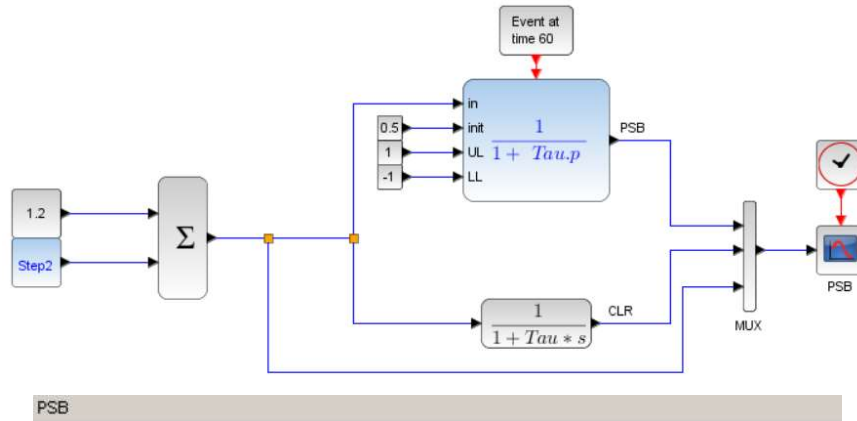 Event at
time 60
in
init
UL
LL
0.5
1
-1
1
1 + Tau.p
PSB
1.2
Step2
Σ
1
1 + Tau * s
CLR
MUX
PSB
PSB